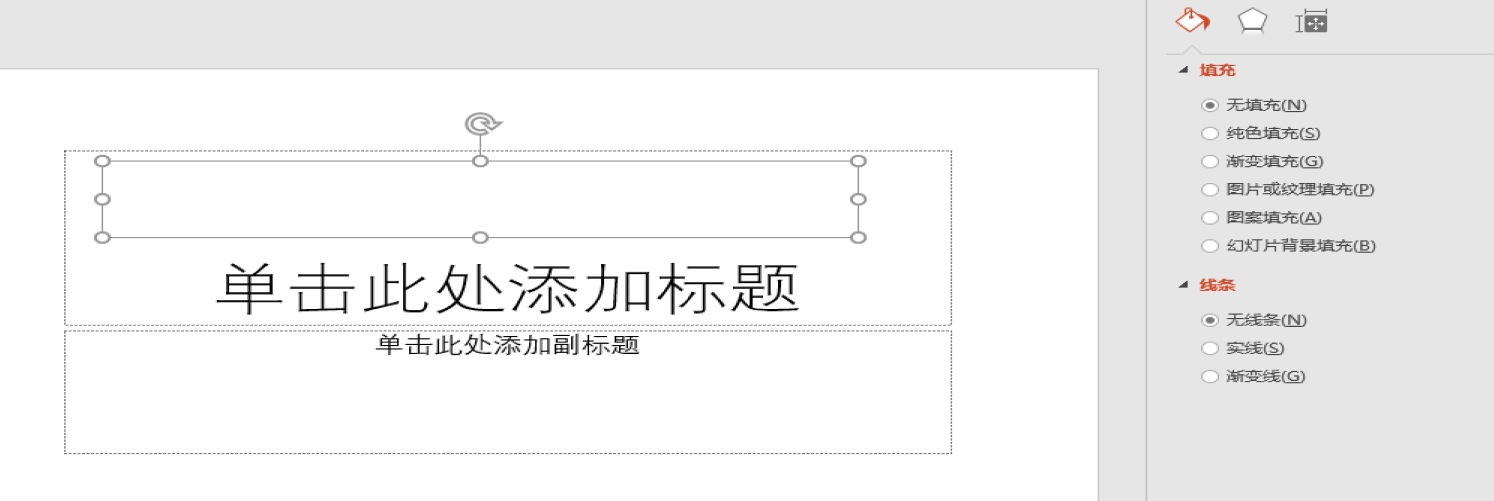 单击此处添加标题
单击此处添加副标题
填充
无填充(N)
纯色填充(S)
渐变填充(G)
图片或纹理填充(P)
图案填充(A)
幻灯片背景填充(B)
线条
无线条(N)
实线(S)
渐变线(G)